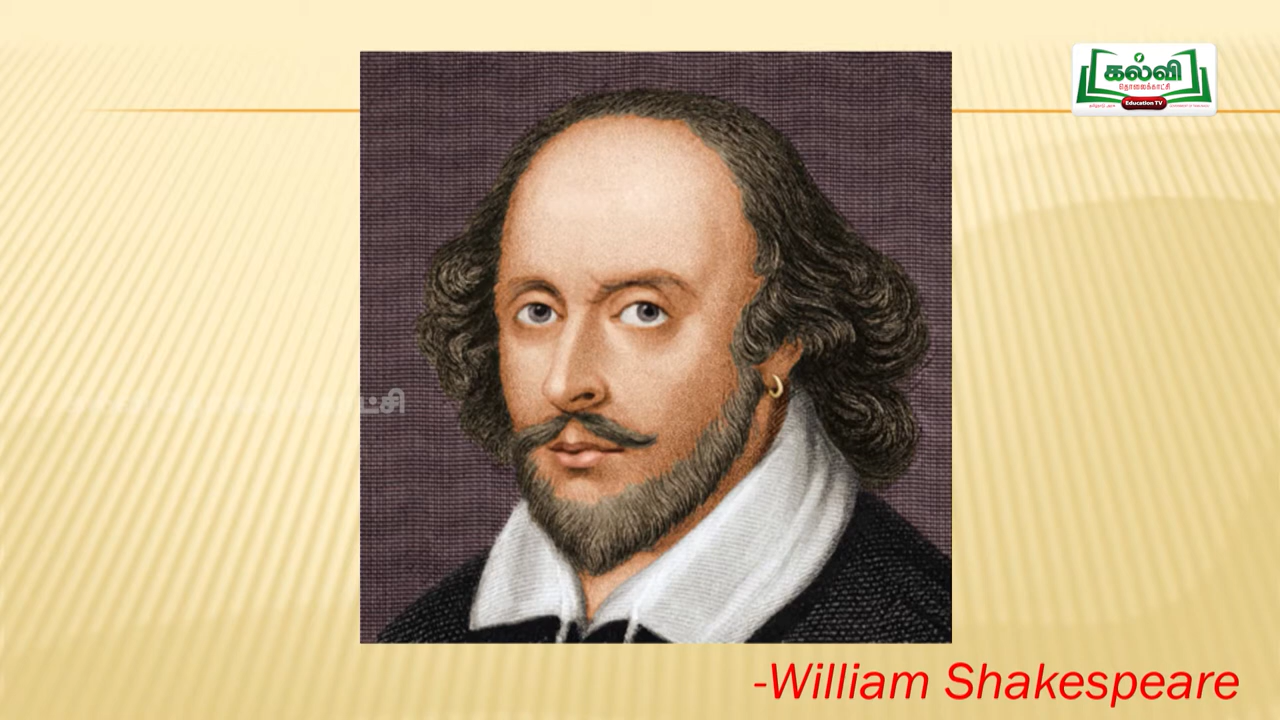 கல்வி
தொலைக்காட்சி
Education TV
ட்சி
-William Shakespeare